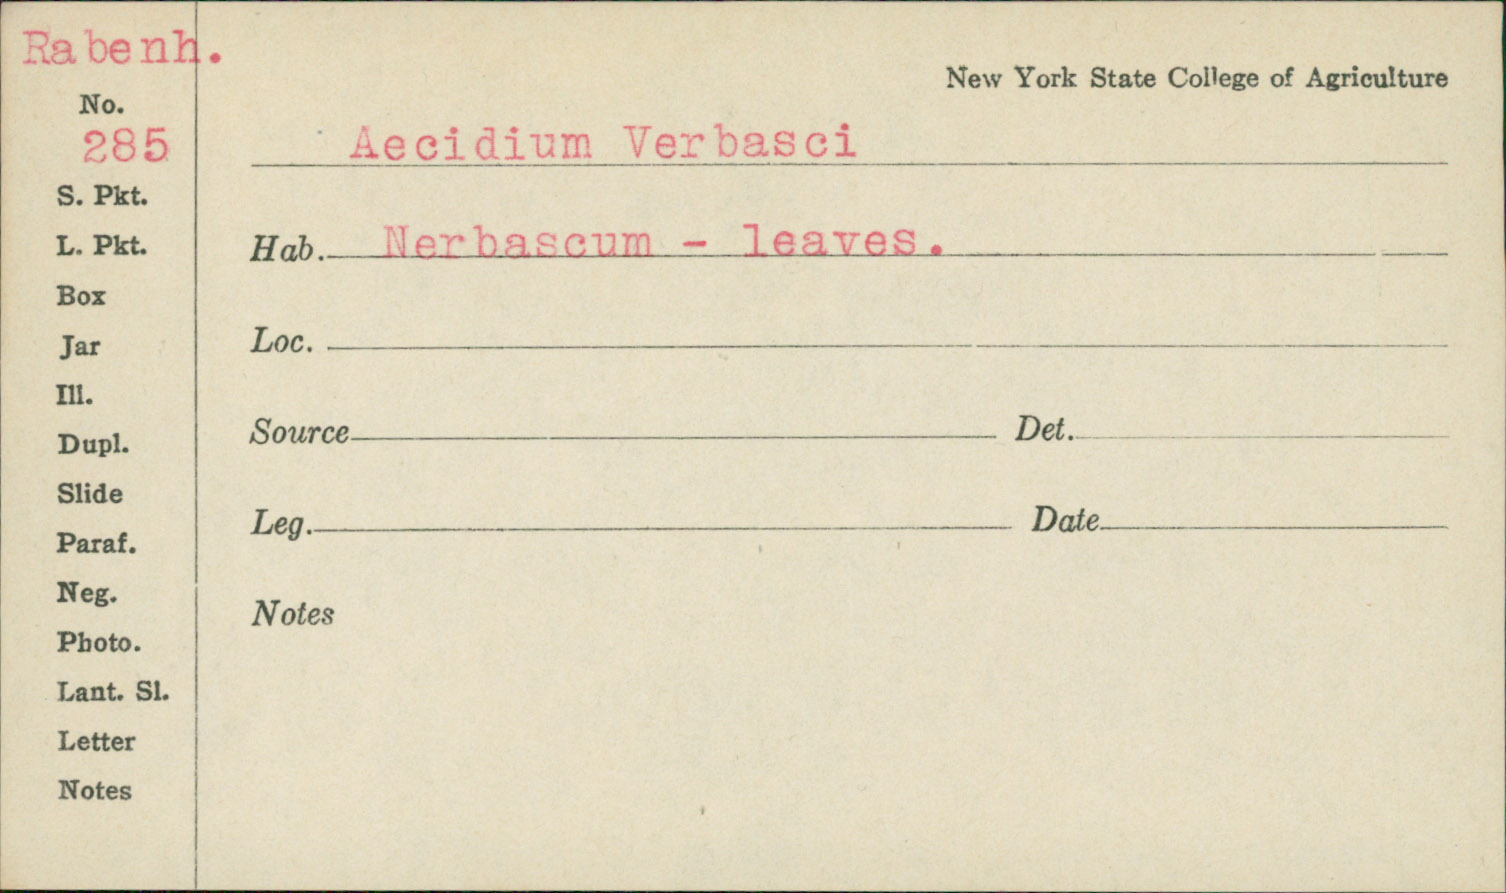 Rabenh.
No.
285
S. Pkt.
L. Pkt.
Box
Jar
Ill.
Dupl.
Slide
Paraf.
Neg.
Photo.
Lant. Sl.
Letter
Notes
New York State College of Agriculture
Aecidium Verbasci
Hab. Nerbascum - leaves.
Loc.
Source Det.
Leg. Date
Notes